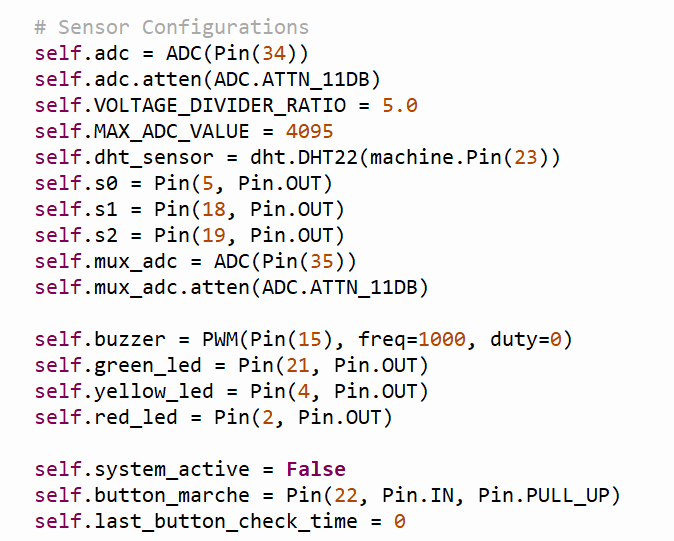 # Sensor Configurations
self.adc = ADC(Pin(34))
self.adc.atten(ADC.ATTN_11DB)
self.VOLTAGE_DIVIDER_RATIO = 5.0
self.MAX_ADC_VALUE = 4095
self.dht_sensor = dht.DHT22(machine.Pin(23))
self.s0 = Pin(5, Pin.OUT)
self.s1 = Pin(18, Pin.OUT)
self.s2 = Pin(19, Pin.OUT)
self.mux_adc = ADC(Pin(35))
self.mux_adc.atten(ADC.ATTN_11DB)

self.buzzer = PWM(Pin(15), freq=1000, duty=0)
self.green_led = Pin(21, Pin.OUT)
self.yellow_led = Pin(4, Pin.OUT)
self.red_led = Pin(2, Pin.OUT)

self.system_active = False
self.button_marche = Pin(22, Pin.IN, Pin.PULL_UP)
self.last_button_check_time = 0